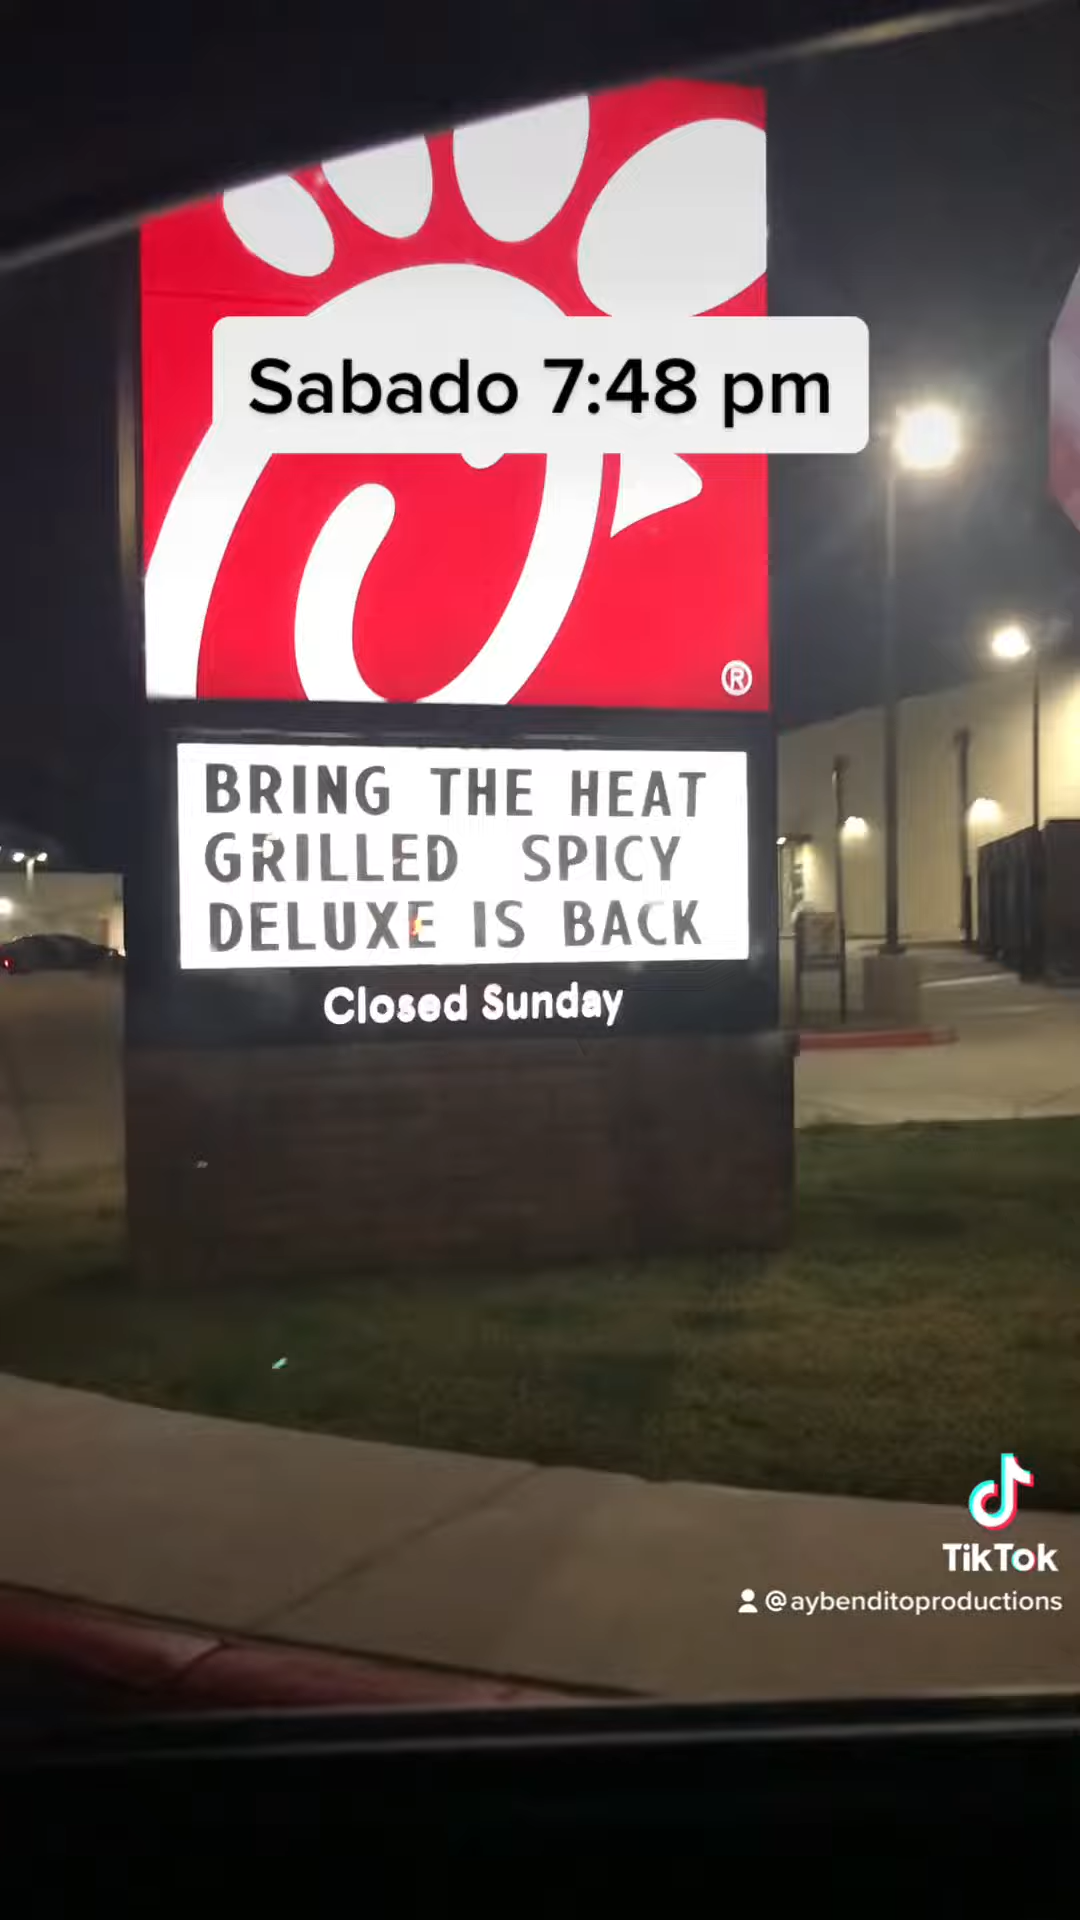 Sabado 7:48 pm
®
BRING THE HEAT
GRILLED SPICY
DELUXE IS BACK
Closed Sunday
TikTok
@aybenditoproductions